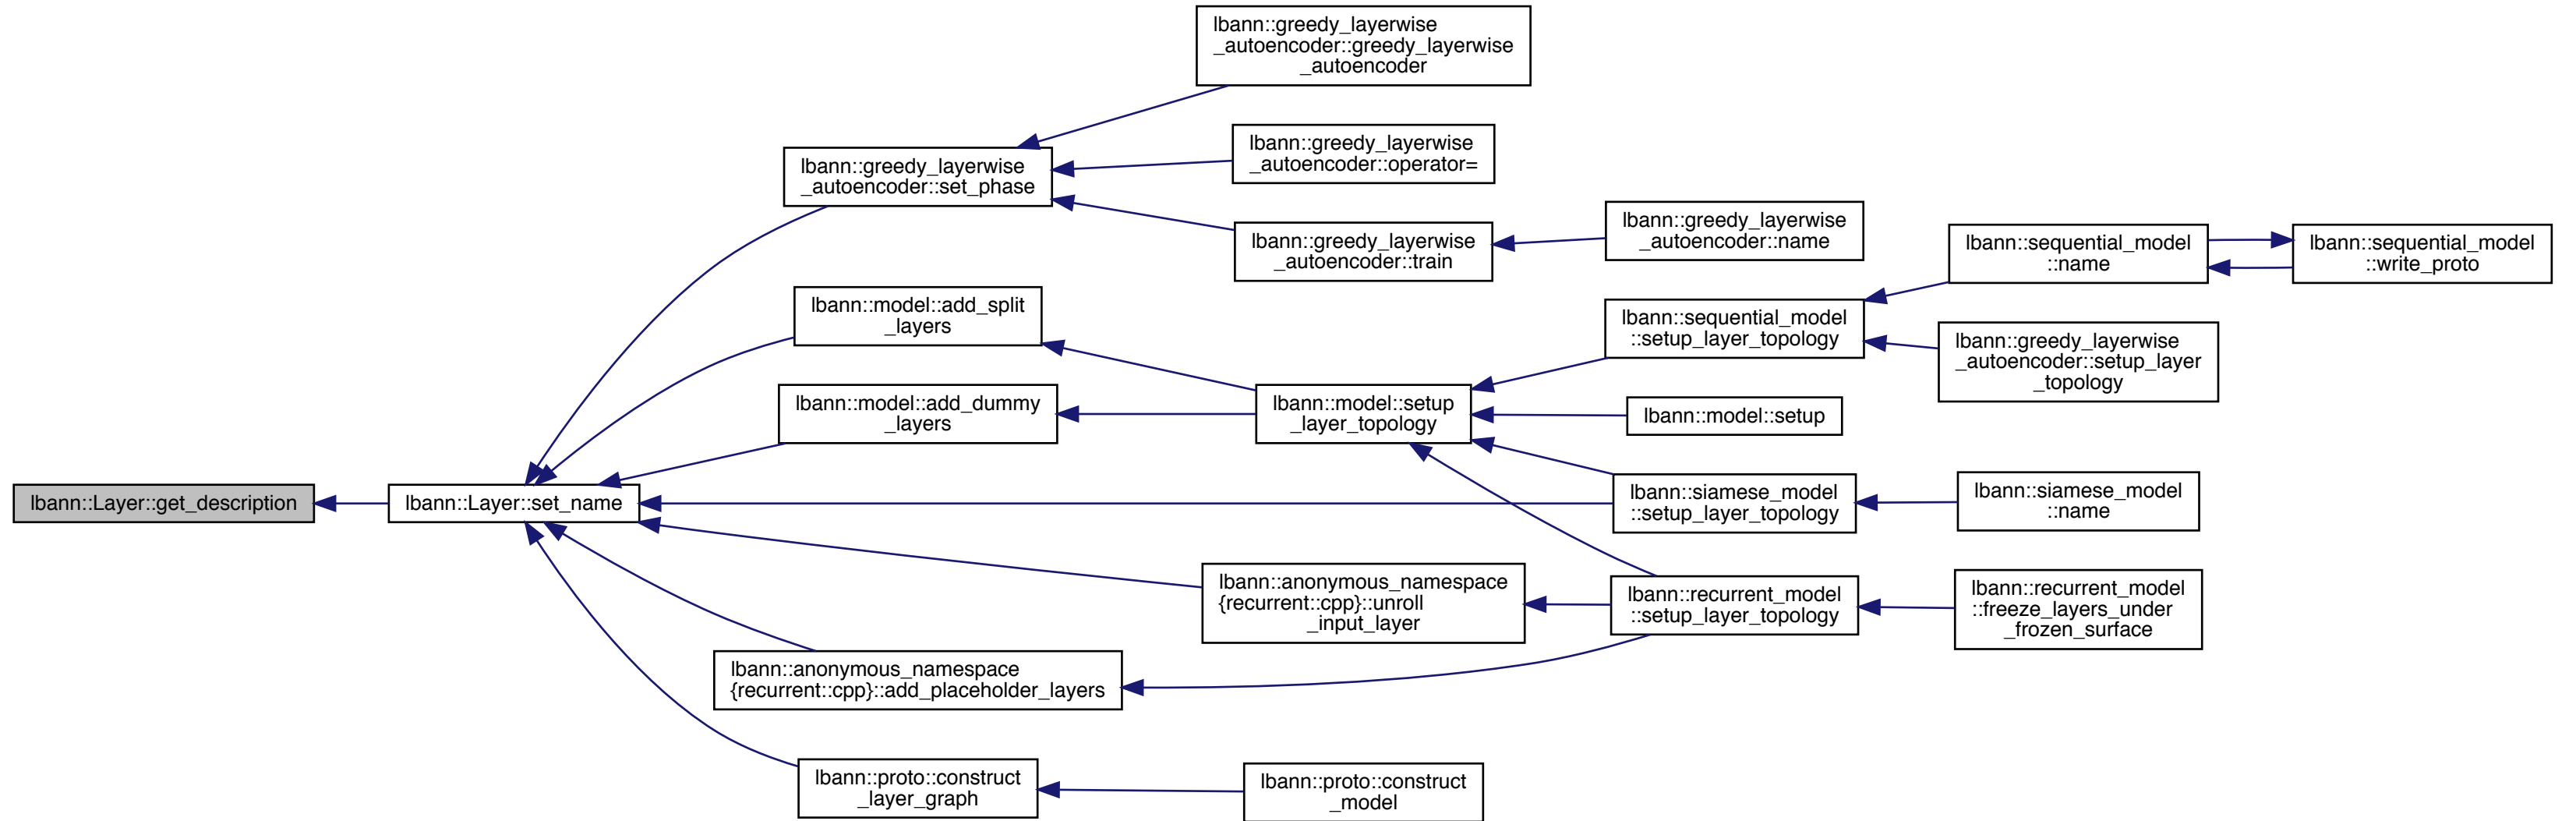 lbann::greedy_layerwise
_autoencoder::greedy_layerwise
_autoencoder
lbann::greedy_layerwise
_autoencoder::operator=
lbann::greedy_layerwise
_autoencoder::set_phase
lbann::greedy_layerwise
_autoencoder::train
lbann::greedy_layerwise
_autoencoder::name
lbann::sequential_model
::name
lbann::sequential_model
::write_proto
lbann::model::add_split
_layers
lbann::sequential_model
::setup_layer_topology
lbann::greedy_layerwise
_autoencoder::setup_layer
_topology
lbann::model::add_dummy
_layers
lbann::model::setup
_layer_topology
lbann::model::setup
lbann::Layer::get_description
lbann::Layer::set_name
lbann::siamese_model
::setup_layer_topology
lbann::siamese_model
::name
lbann::anonymous_namespace
{recurrent::cpp}::unroll
_input_layer
lbann::recurrent_model
::setup_layer_topology
lbann::recurrent_model
::freeze_layers_under
_frozen_surface
lbann::anonymous_namespace
{recurrent::cpp}::add_placeholder_layers
lbann::proto::construct
_layer_graph
lbann::proto::construct
_model